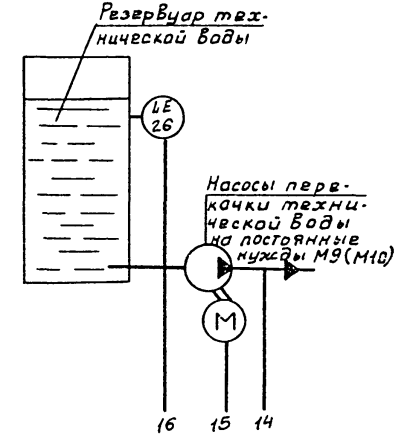 Резервуар тех-
нической воды
LE
26
Насосы пере-
качки техни-
ческой воды
на постоянные
нужды М9(М10)
М
16
15
14